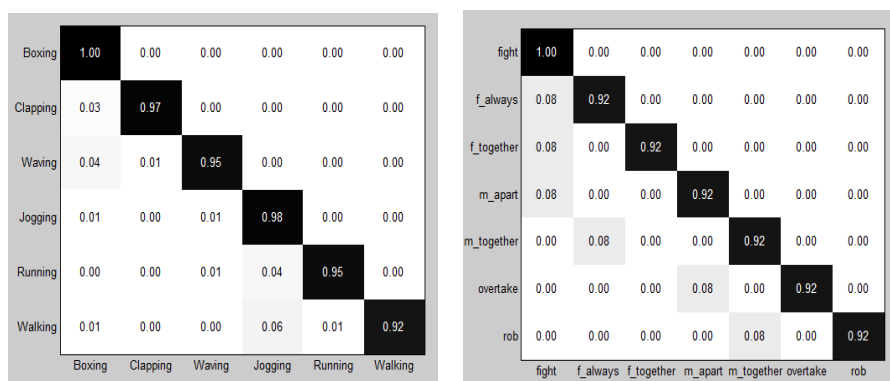 Boxing 1.00 0.00 0.00 0.00 0.00 0.00
Clapping 0.03 0.97 0.00 0.00 0.00 0.00
Waving 0.04 0.01 0.95 0.00 0.00 0.00
Jogging 0.01 0.00 0.01 0.98 0.00 0.00
Running 0.00 0.00 0.01 0.04 0.95 0.00
Walking 0.01 0.00 0.00 0.06 0.01 0.92
Boxing Clapping Waving Jogging Running Walking
fight 1.00 0.00 0.00 0.00 0.00 0.00 0.00
f_always 0.08 0.92 0.00 0.00 0.00 0.00 0.00
f_together 0.08 0.00 0.92 0.00 0.00 0.00 0.00
m_apart 0.08 0.00 0.00 0.92 0.00 0.00 0.00
m_together 0.00 0.08 0.00 0.00 0.92 0.00 0.00
overtake 0.00 0.00 0.00 0.08 0.00 0.92 0.00
rob 0.00 0.00 0.00 0.00 0.08 0.00 0.92
fight f_always f_together m_apart m_together overtake rob